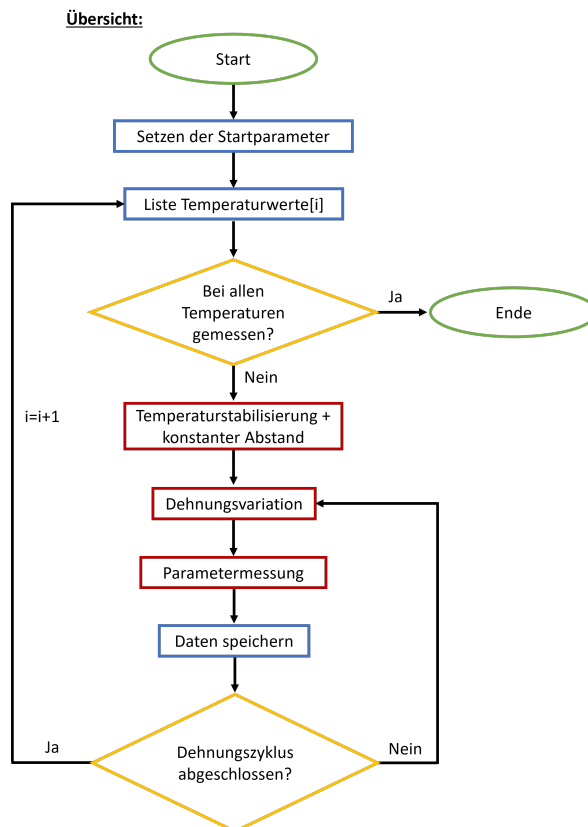 Übersicht:
Start
Setzen der Startparameter
Liste Temperaturwerte[i]
Bei allen
Temperaturen
gemessen?
Ja
Ende
Nein
i=i+1
Temperaturstabilisierung +
konstanter Abstand
Dehnungsvariation
Parametermessung
Daten speichern
Ja
Dehnungszyklus
abgeschlossen?
Nein